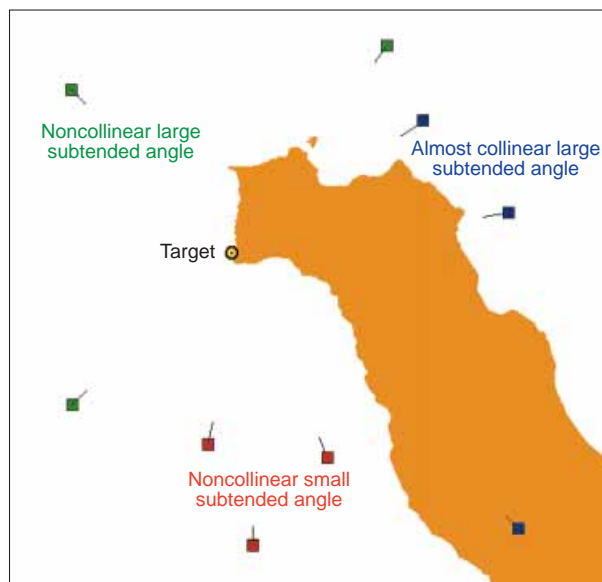 Noncollinear large
subtended angle
Almost collinear large
subtended angle
Target
Noncollinear small
subtended angle